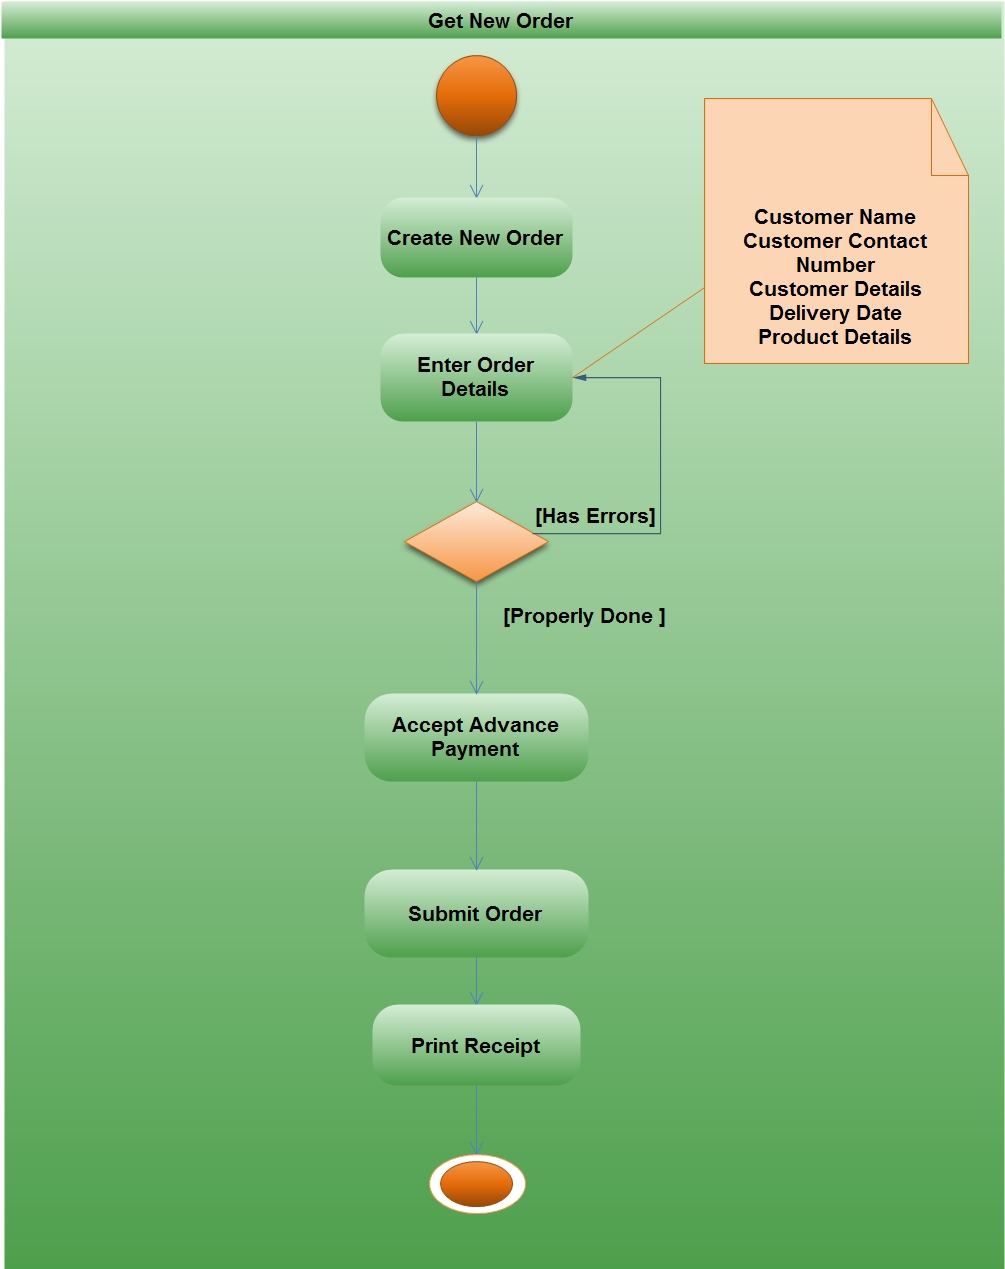 Get New Order
Create New Order
Customer Name
Customer Contact
Number
Customer Details
Delivery Date
Product Details
Enter Order
Details
[Has Errors]
[Properly Done ]
Accept Advance
Payment
Submit Order
Print Receipt